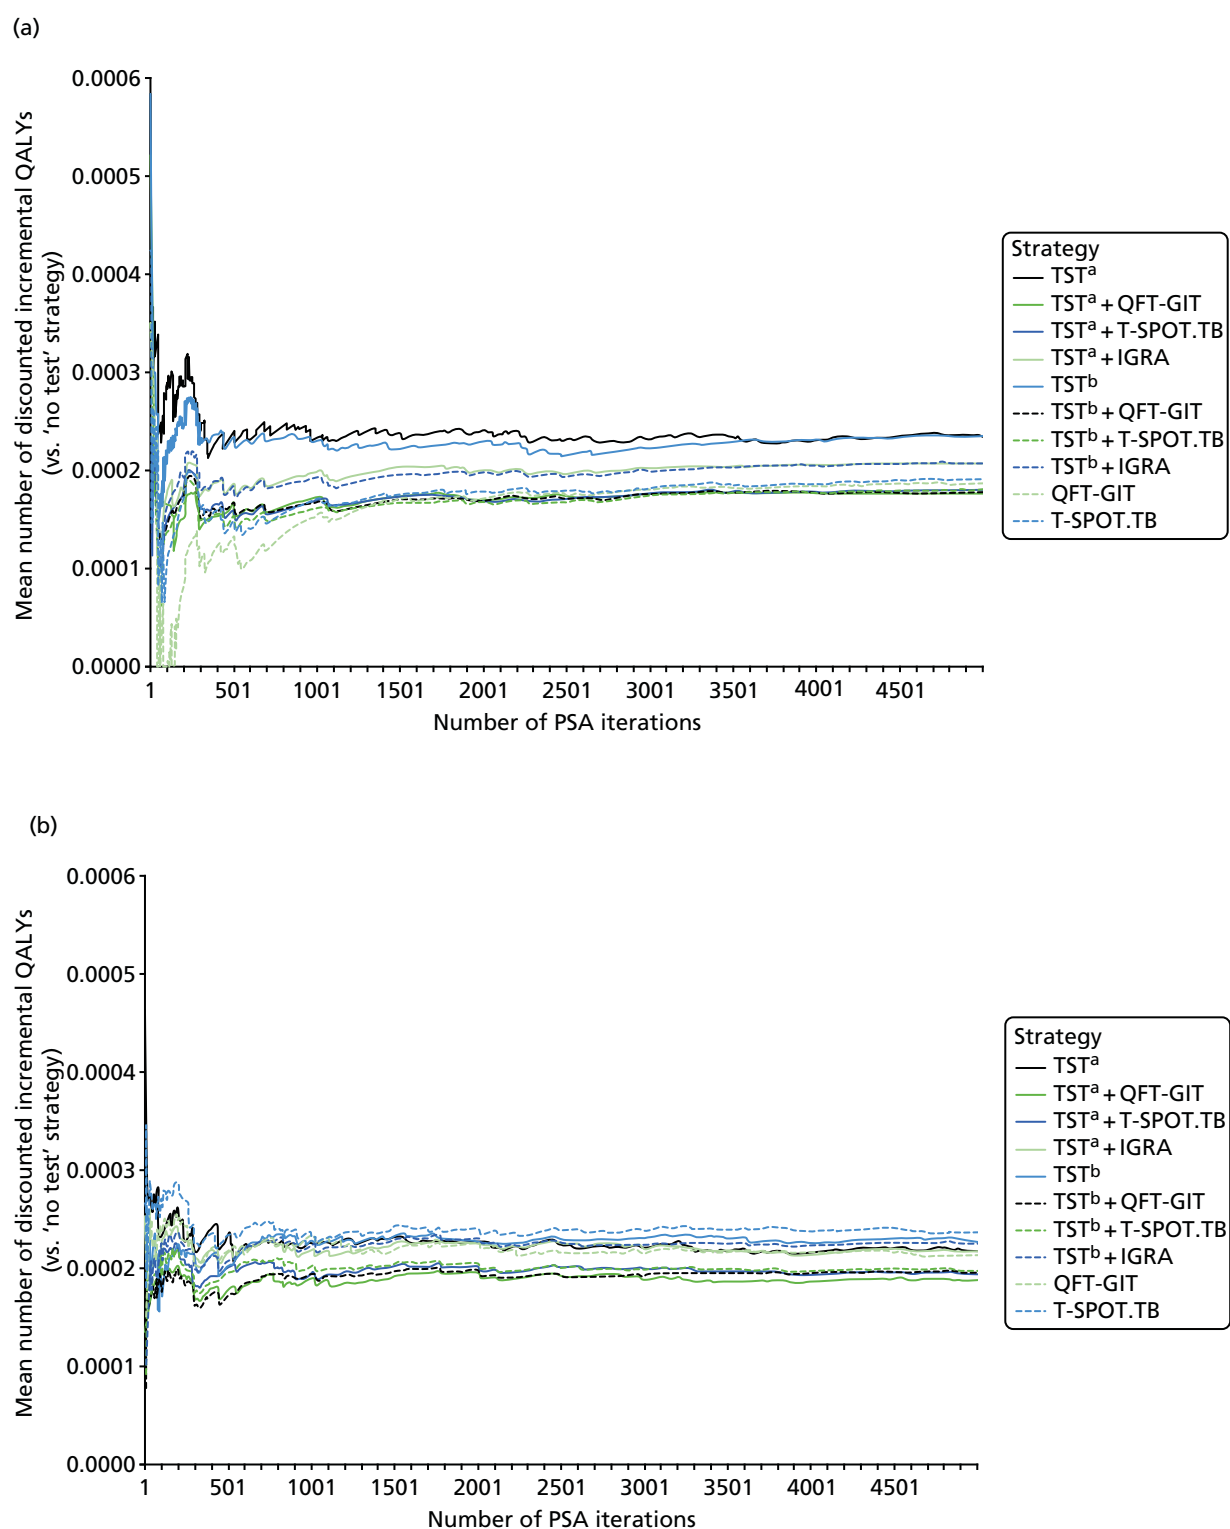 (a)
0.0006
0.0005
0.0004
0.0003
0.0002
0.0001
0.0000
Mean number of discounted incremental QALYs
(vs. ‘no test’ strategy)
1 501 1001 1501 2001 2501 3001 3501 4001 4501
Number of PSA iterations
Strategy
TSTa
TSTa + QFT-GIT
TSTa + T-SPOT.TB
TSTa + IGRA
TSTb
TSTb + QFT-GIT
TSTb + T-SPOT.TB
TSTb + IGRA
QFT-GIT
T-SPOT.TB
(b)
0.0006
0.0005
0.0004
0.0003
0.0002
0.0001
0.0000
Mean number of discounted incremental QALYs
(vs. ‘no test’ strategy)
1 501 1001 1501 2001 2501 3001 3501 4001 4501
Number of PSA iterations
Strategy
TSTa
TSTa + QFT-GIT
TSTa + T-SPOT.TB
TSTa + IGRA
TSTb
TSTb + QFT-GIT
TSTb + T-SPOT.TB
TSTb + IGRA
QFT-GIT
T-SPOT.TB